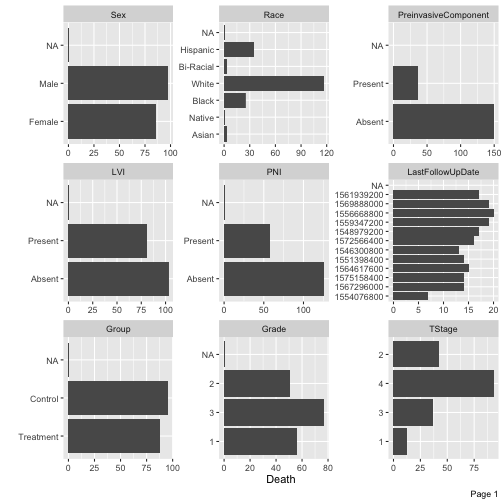 Sex
NA
Male
Female
0 25 50 75 100
Race
NA
Hispanic
Bi-Racial
White
Black
Native
Asian
0 30 60 90 120
PreinvasiveComponent
NA
Present
Absent
0 50 100 150
LVI
NA
Present
Absent
0 25 50 75 100
PNI
NA
Present
Absent
0 50 100
LastFollowUpDate
NA
1561939200
1569888000
1556668800
1559347200
1548979200
1572566400
1546300800
1551398400
1564617600
1575158400
1567296000
1554076800
0 5 10 15 20
Group
NA
Control
Treatment
0 25 50 75 100
Grade
NA
2
3
1
0 20 40 60 80
TStage
2
4
3
1
0 25 50 75
Death
Page 1